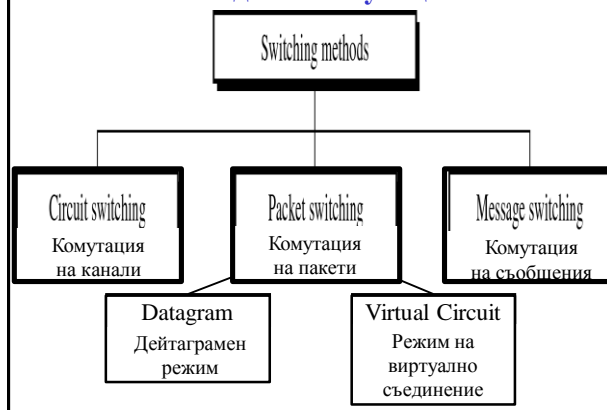 Switching methods
Circuit switching
Комутация
на канали
Packet switching
Комутация
на пакети
Message switching
Комутация
на съобшения
Datagram
Дейтаграмен
режим
Virtual Circuit
Режим на
виртуално
съединение